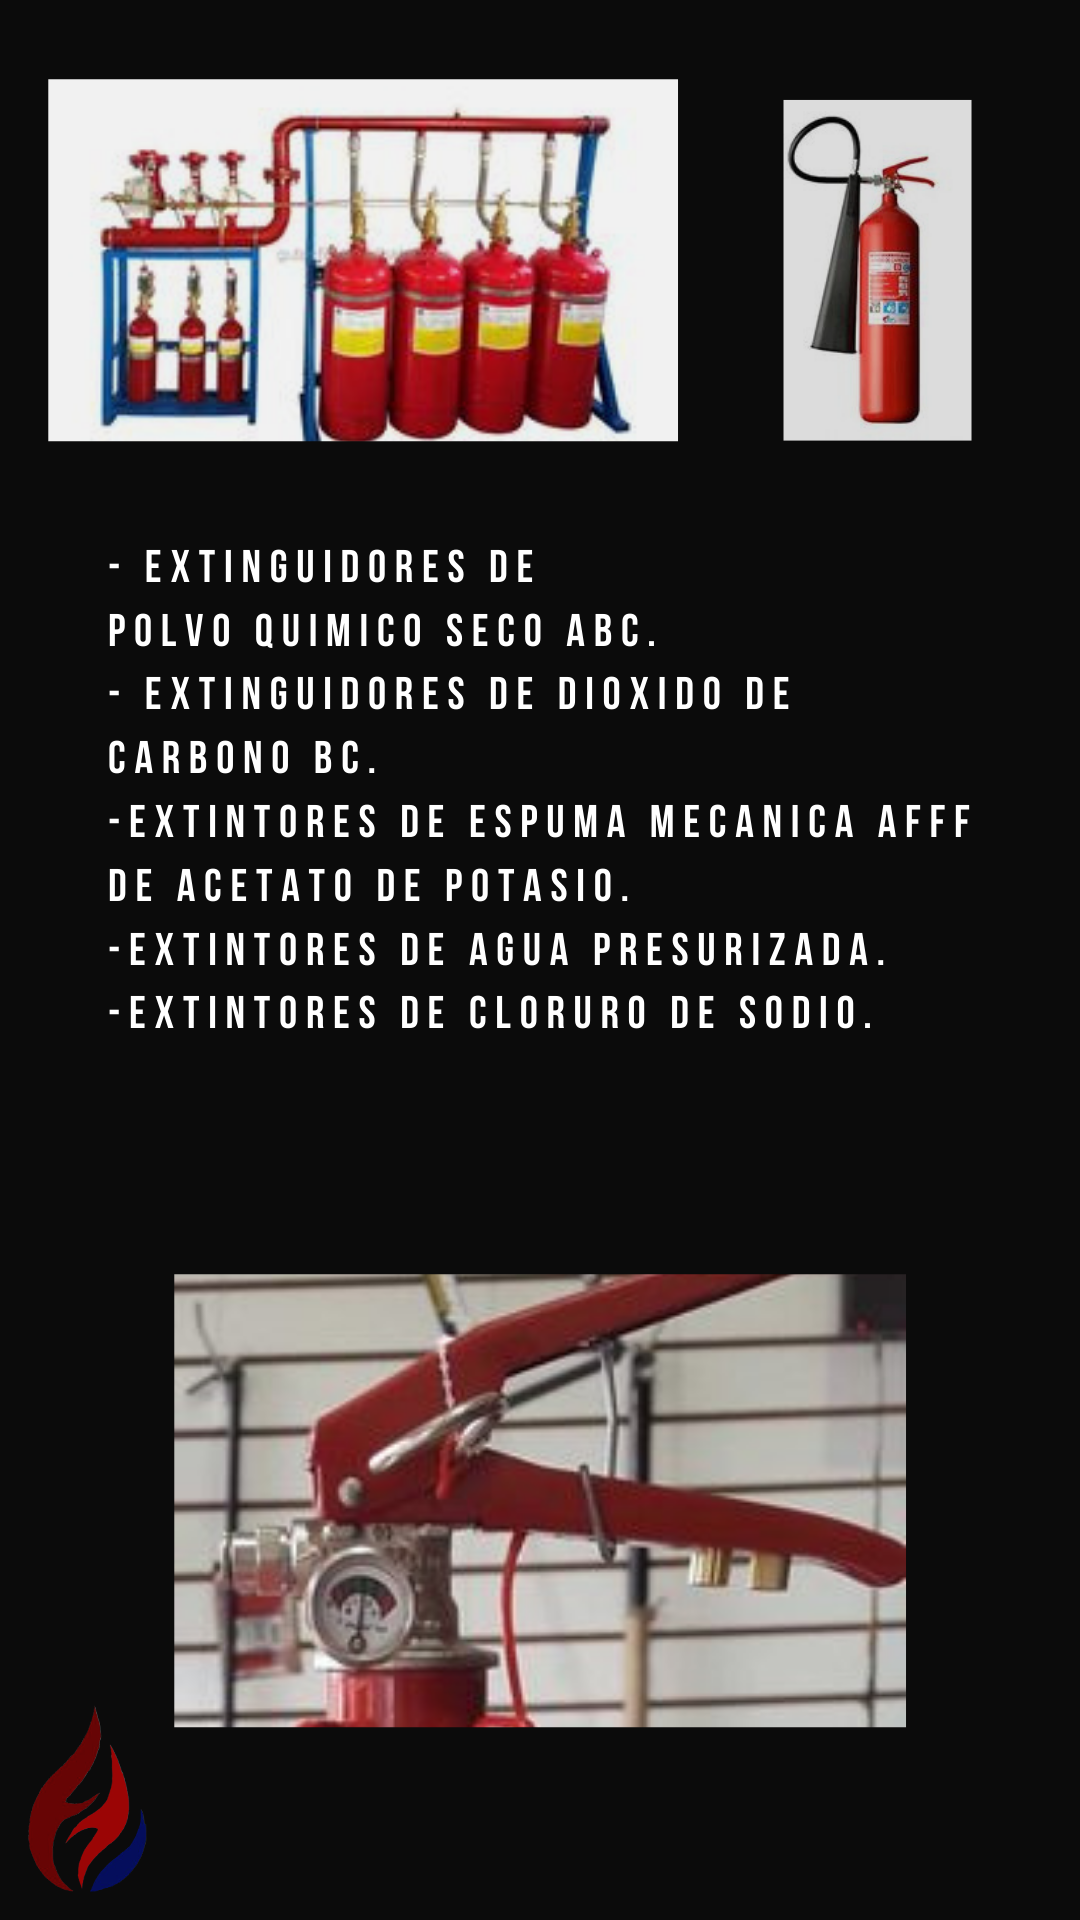 - EXTINGUIDORES DE
POLVO QUIMICO SECO ABC.
- EXTINGUIDORES DE DIOXIDO DE
CARBONO BC.
-EXTINTORES DE ESPUMA MECANICA AFFF
DE ACETATO DE POTASIO.
-EXTINTORES DE AGUA PRESURIZADA.
-EXTINTORES DE CLORURO DE SODIO.